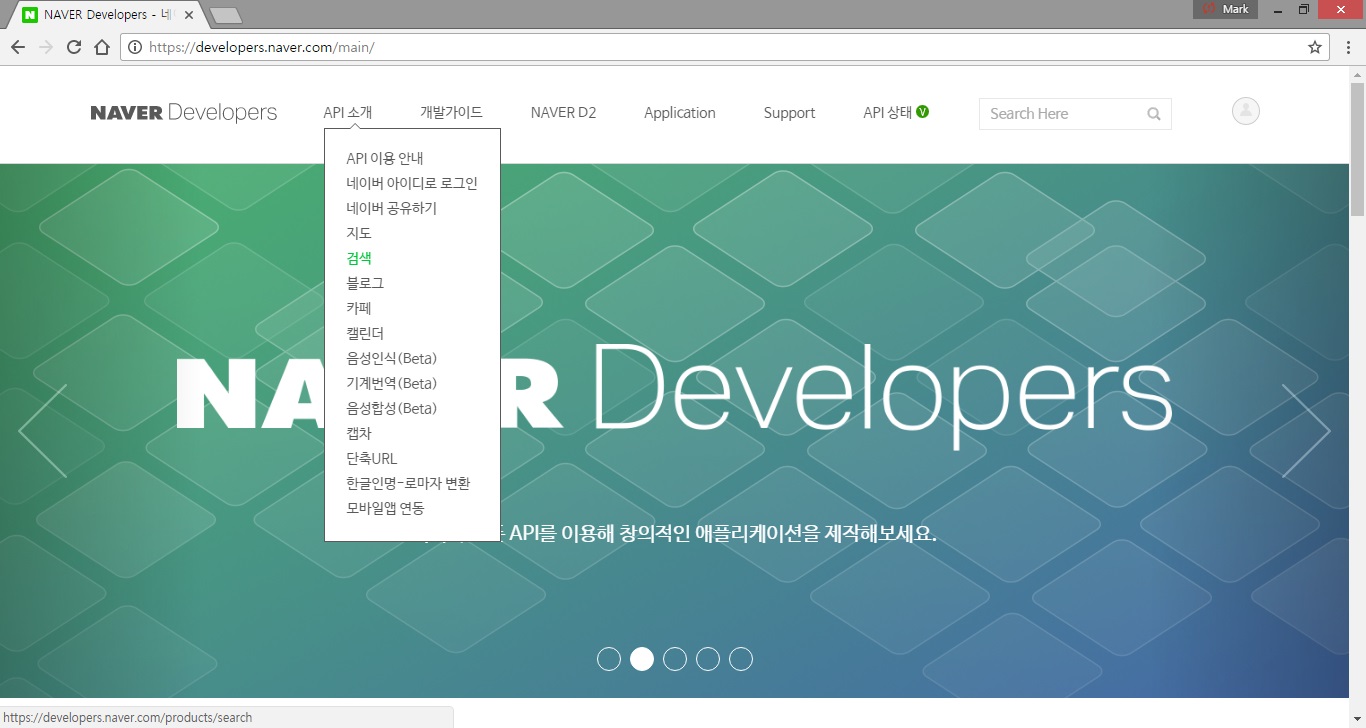 NAVER Developers - 네
Mark
https://developers.naver.com/main/
NAVER Developers
API 소개
개발가이드
NAVER D2
Application
Support
API 상태 V
Search Here
API 이용 안내
네이버 아이디로 로그인
네이버 공유하기
지도
검색
블로그
카페
캘린더
음성인식(Beta)
기계번역(Beta)
음성합성(Beta)
캡차
단축URL
한글인명-로마자 변환
모바일앱 연동
NA R Developers
API를 이용해 창의적인 애플리케이션을 제작해보세요.
https://developers.naver.com/products/search